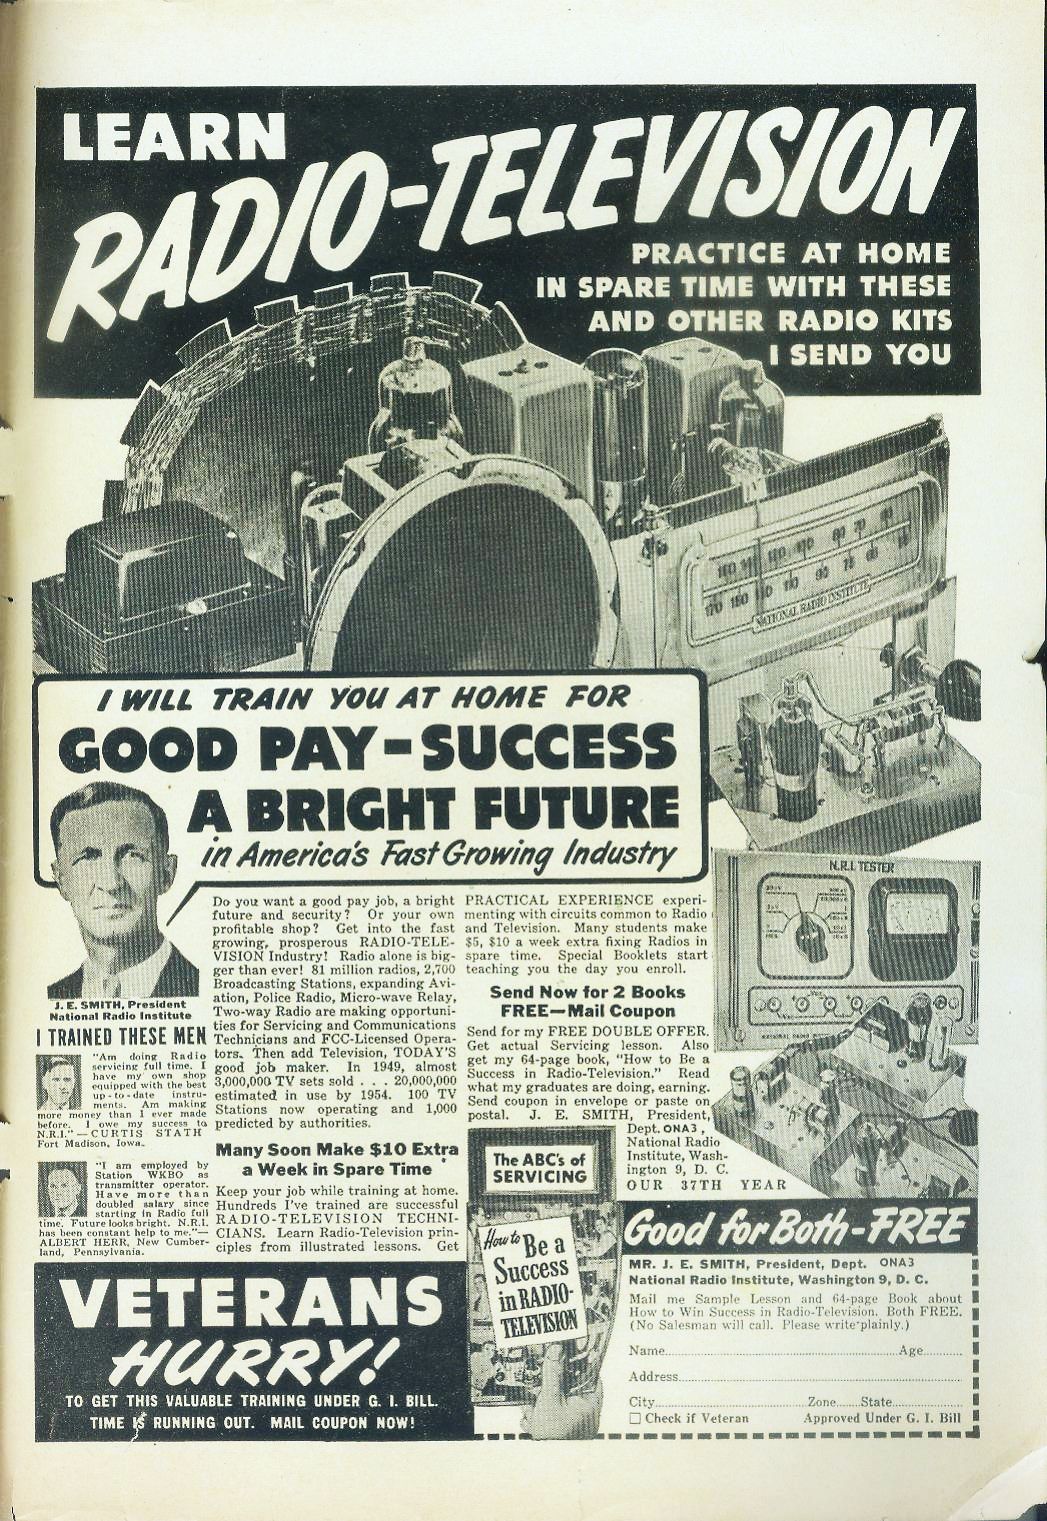 LEARN
RADIO-TELEVISION
PRACTICE AT HOME
IN SPARE TIME WITH THESE
AND OTHER RADIO KITS
I SEND YOU
NATIONAL RADIO INSTITUTE
I WILL TRAIN YOU AT HOME FOR
GOOD PAY-SUCCESS
A BRIGHT FUTURE
in America's Fast Growing Industry
N.R.I. TESTER
J. E. SMITH, President
National Radio Institute
I TRAINED THESE MEN
"Am doing Radio
servicing full time. I
have my own shop
equipped with the best
up-to-date instru-
ments. Am making
more money than I ever made
before. I owe my success to
N.R.I."—CURTIS STATH
Fort Madison, Iowa.
"I am employed by
Station WKBO as
transmitter operator.
Have more than
doubled salary since
starting in Radio full
time. Future looks bright. N.R.I.
has been constant help to me."—
ALBERT HERR, New Cumber-
land, Pennsylvania.
Do you want a good pay job, a bright
future and security? Or your own
profitable shop? Get into the fast
growing, prosperous RADIO-TELE-
VISION Industry! Radio alone is big-
ger than ever! 81 million radios, 2,700
Broadcasting Stations, expanding Avi-
ation, Police Radio, Micro-wave Relay,
Two-way Radio are making opportuni-
ties for Servicing and Communications
Technicians and FCC-Licensed Opera-
tors. Then add Television, TODAY'S
good job maker. In 1949, almost
3,000,000 TV sets sold . . . 20,000,000
estimated in use by 1954. 100 TV
Stations now operating and 1,000
predicted by authorities.
Many Soon Make $10 Extra
a Week in Spare Time
Keep your job while training at home.
Hundreds I've trained are successful
RADIO-TELEVISION TECHNI-
CIANS. Learn Radio-Television prin-
ciples from illustrated lessons. Get
PRACTICAL EXPERIENCE experi-
menting with circuits common to Radio
and Television. Many students make
$5, $10 a week extra fixing Radios in
spare time. Special Booklets start
teaching you the day you enroll.
Send Now for 2 Books
FREE—Mail Coupon
Send for my FREE DOUBLE OFFER.
Get actual Servicing lesson. Also
get my 64-page book, "How to Be a
Success in Radio-Television." Read
what my graduates are doing, earning.
Send coupon in envelope or paste on
postal. J. E. SMITH, President,
Dept. ONA3,
National Radio
Institute, Wash-
ington 9, D. C.
OUR 37TH YEAR
The ABC's of
SERVICING
How to
Be a
Success
in RADIO-
TELEVISION
VETERANS
HURRY!
TO GET THIS VALUABLE TRAINING UNDER G. I. BILL.
TIME IS RUNNING OUT. MAIL COUPON NOW!
Good for Both-FREE
MR. J. E. SMITH, President, Dept. ONA3
National Radio Institute, Washington 9, D. C.
Mail me Sample Lesson and 64-page Book about
How to Win Success in Radio-Television. Both FREE.
(No Salesman will call. Please write plainly.)
Name Age
Address
City Zone State
Check if Veteran Approved Under G. I. Bill